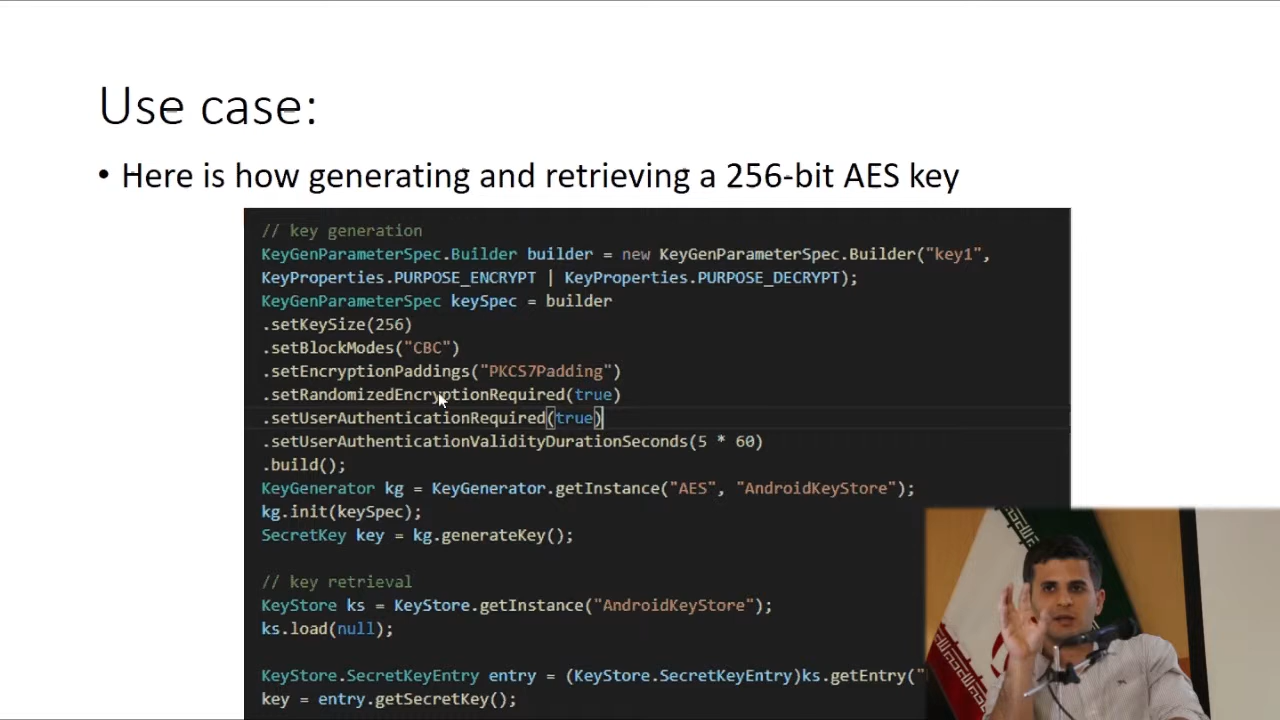 Use case:
• Here is how generating and retrieving a 256-bit AES key
// key generation
KeyGenParameterSpec.Builder builder = new KeyGenParameterSpec.Builder("key1",
KeyProperties.PURPOSE_ENCRYPT | KeyProperties.PURPOSE_DECRYPT);
KeyGenParameterSpec keySpec = builder
.setKeySize(256)
.setBlockModes("CBC")
.setEncryptionPaddings("PKCS7Padding")
.setRandomizedEncryptionRequired(true)
.setUserAuthenticationRequired(true)
.setUserAuthenticationValidityDurationSeconds(5 * 60)
.build();
KeyGenerator kg = KeyGenerator.getInstance("AES", "AndroidKeyStore");
kg.init(keySpec);
SecretKey key = kg.generateKey();
// key retrieval
KeyStore ks = KeyStore.getInstance("AndroidKeyStore");
ks.load(null);
KeyStore.SecretKeyEntry entry = (KeyStore.SecretKeyEntry)ks.getEntry("
key = entry.getSecretKey();